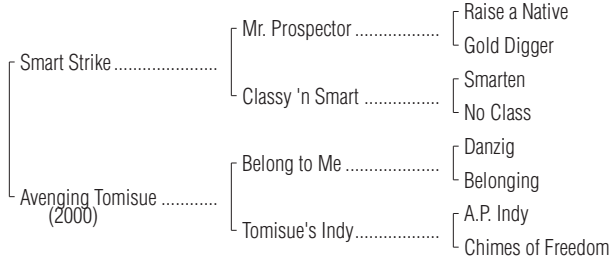 Raise a Native
Mr. Prospector ..................
Gold Digger
Smart Strike ......................
Smarten
Classy 'n Smart ................
No Class
Danzig
Belong to Me ....................
Belonging
Avenging Tomisue ............
(2000)
A.P. Indy
Tomisue's Indy..................
Chimes of Freedom